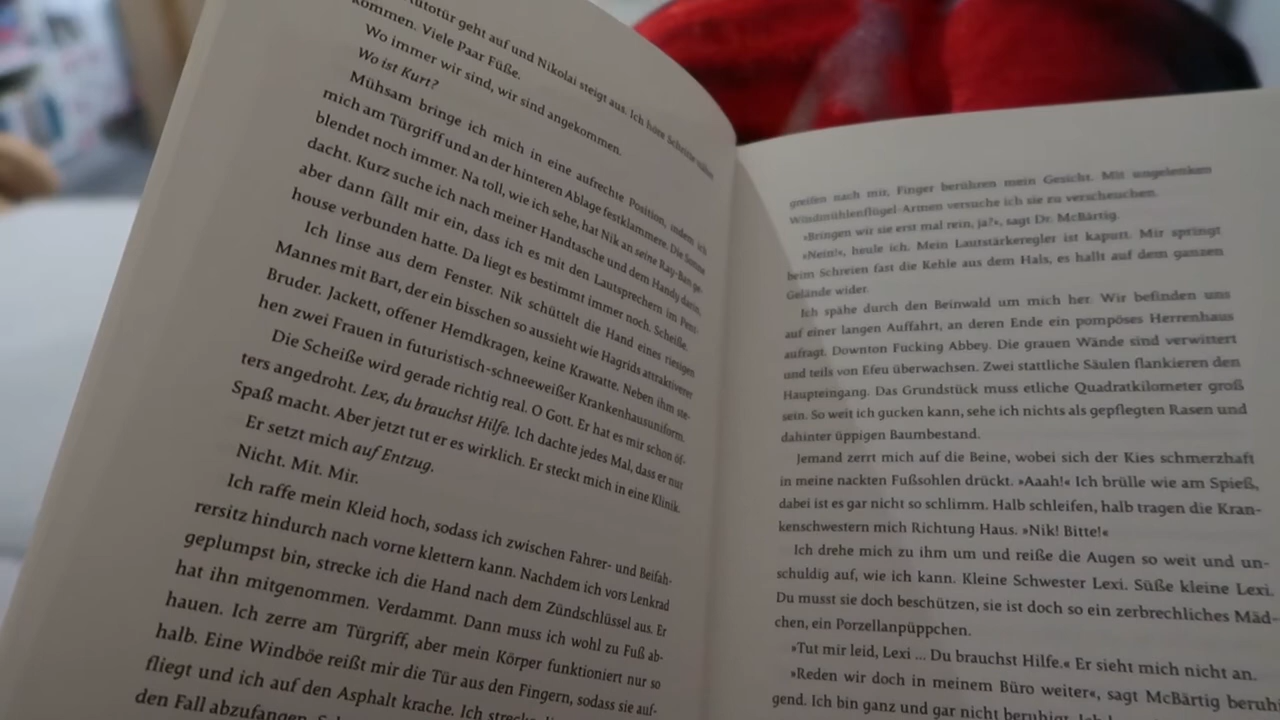 utotür geht auf und Nikolai steigt aus. Ich höre Schritte
kommen. Viele Paar Füße.
Wo immer wir sind, wir sind angekommen.
Wo ist Kurt?
Mühsam bringe ich mich in eine aufrechte Position, indem ich
mich am Türgriff und an der hinteren Ablage festklammere. Die Sonne
blendet noch immer. Na toll, wie ich sehe, hat Nik an seine Ray-Ban ge-
dacht. Kurz suche ich nach meiner Handtasche und dem Handy darin,
aber dann fällt mir ein, dass ich es mit den Lautsprechern im Pent-
house verbunden hatte. Da liegt es bestimmt immer noch. Scheiße.
Ich linse aus dem Fenster. Nik schüttelt die Hand eines riesigen
Mannes mit Bart, der ein bisschen so aussieht wie Hagrids attraktiverer
Bruder. Jackett, offener Hemdkragen, keine Krawatte. Neben ihm ste-
hen zwei Frauen in futuristisch-schneeweißer Krankenhausuniform.
Die Scheiße wird gerade richtig real. O Gott. Er hat es mir schon öf-
ters angedroht. Lex, du brauchst Hilfe. Ich dachte jedes Mal, dass er nur
Spaß macht. Aber jetzt tut er es wirklich. Er steckt mich in eine Klinik.
Er setzt mich auf Entzug.
Nicht. Mit. Mir.
Ich raffe mein Kleid hoch, sodass ich zwischen Fahrer- und Beifah-
rersitz hindurch nach vorne klettern kann. Nachdem ich vors Lenkrad
geplumpst bin, strecke ich die Hand nach dem Zündschlüssel aus. Er
hat ihn mitgenommen. Verdammt. Dann muss ich wohl zu Fuß ab-
hauen. Ich zerre am Türgriff, aber mein Körper funktioniert nur so
halb. Eine Windböe reißt mir die Tür aus den Fingern, sodass sie auf-
fliegt und ich auf den Asphalt krache. Ich strecke
den Fall abzufangen.
greifen nach mir, Finger berühren mein Gesicht. Mit ungelenken
Windmühlenflügel-Armen versuche ich sie zu verscheuchen.
»Bringen wir sie erst mal rein, ja?«, sagt Dr. McBärtig.
»Nein!«, heule ich. Mein Lautstärkeregler ist kaputt. Mir springt
beim Schreien fast die Kehle aus dem Hals, es hallt auf dem ganzen
Gelände wider.
Ich spähe durch den Beinwald um mich her. Wir befinden uns
auf einer langen Auffahrt, an deren Ende ein pompöses Herrenhaus
aufragt. Downton Fucking Abbey. Die grauen Wände sind verwittert
und teils von Efeu überwachsen. Zwei stattliche Säulen flankieren den
Haupteingang. Das Grundstück muss etliche Quadratkilometer groß
sein. So weit ich gucken kann, sehe ich nichts als gepflegten Rasen und
dahinter üppigen Baumbestand.
Jemand zerrt mich auf die Beine, wobei sich der Kies schmerzhaft
in meine nackten Fußsohlen drückt. »Aaah!« Ich brülle wie am Spieß,
dabei ist es gar nicht so schlimm. Halb schleifen, halb tragen die Kran-
kenschwestern mich Richtung Haus. »Nik! Bitte!«
Ich drehe mich zu ihm um und reiße die Augen so weit und un-
schuldig auf, wie ich kann. Kleine Schwester Lexi. Süße kleine Lexi.
Du musst sie doch beschützen, sie ist doch so ein zerbrechliches Mäd-
chen, ein Porzellanpüppchen.
»Tut mir leid, Lexi ... Du brauchst Hilfe.« Er sieht mich nicht an.
»Reden wir doch in meinem Büro weiter«, sagt McBärtig beruh
gend. Ich bin ganz und gar nicht beruhigt.